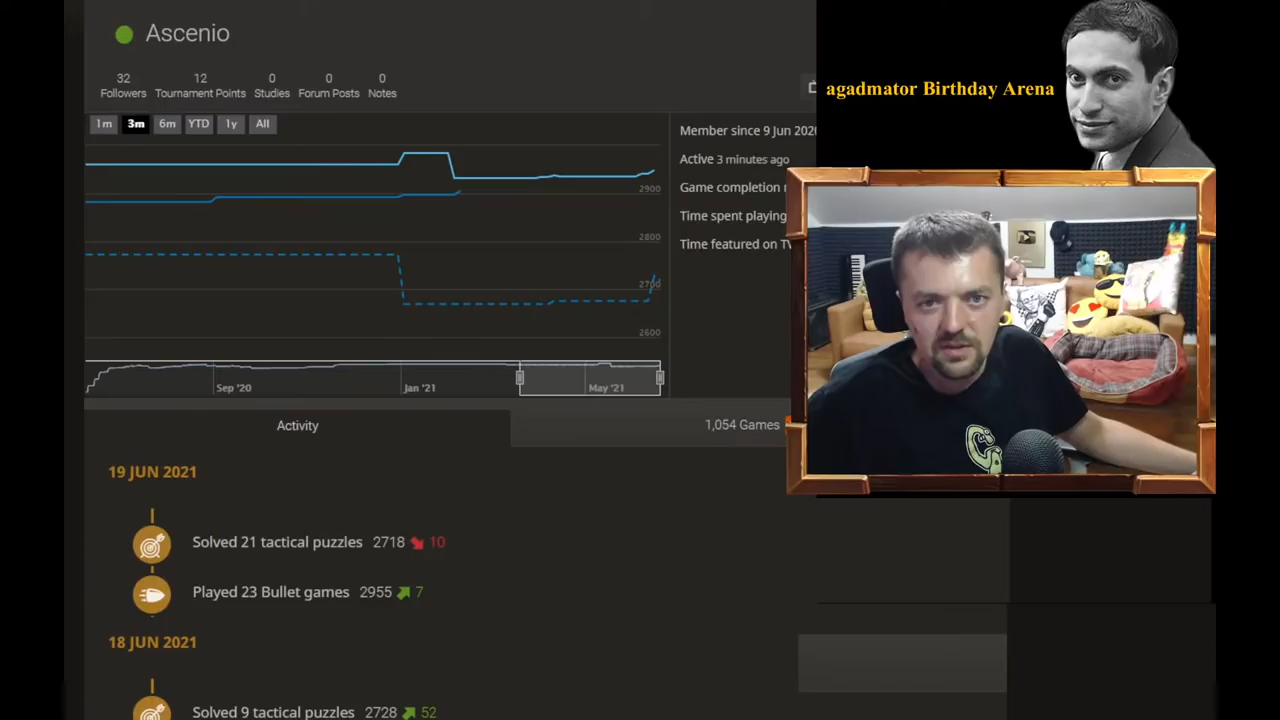 Ascenio
32 12 0 0 0
Followers Tournament Points Studies Forum Posts Notes
agadmator Birthday Arena
1m 3m 6m YTD 1y All
Member since 9 Jun 2020
Active 3 minutes ago
Game completion
Time spent playing
Time featured on TV
2900
2800
2700
2600
Sep '20 Jan '21 May '21
Activity 1,054 Games
19 JUN 2021
Solved 21 tactical puzzles 2718 10
Played 23 Bullet games 2955 7
18 JUN 2021
Solved 9 tactical puzzles 2728 52